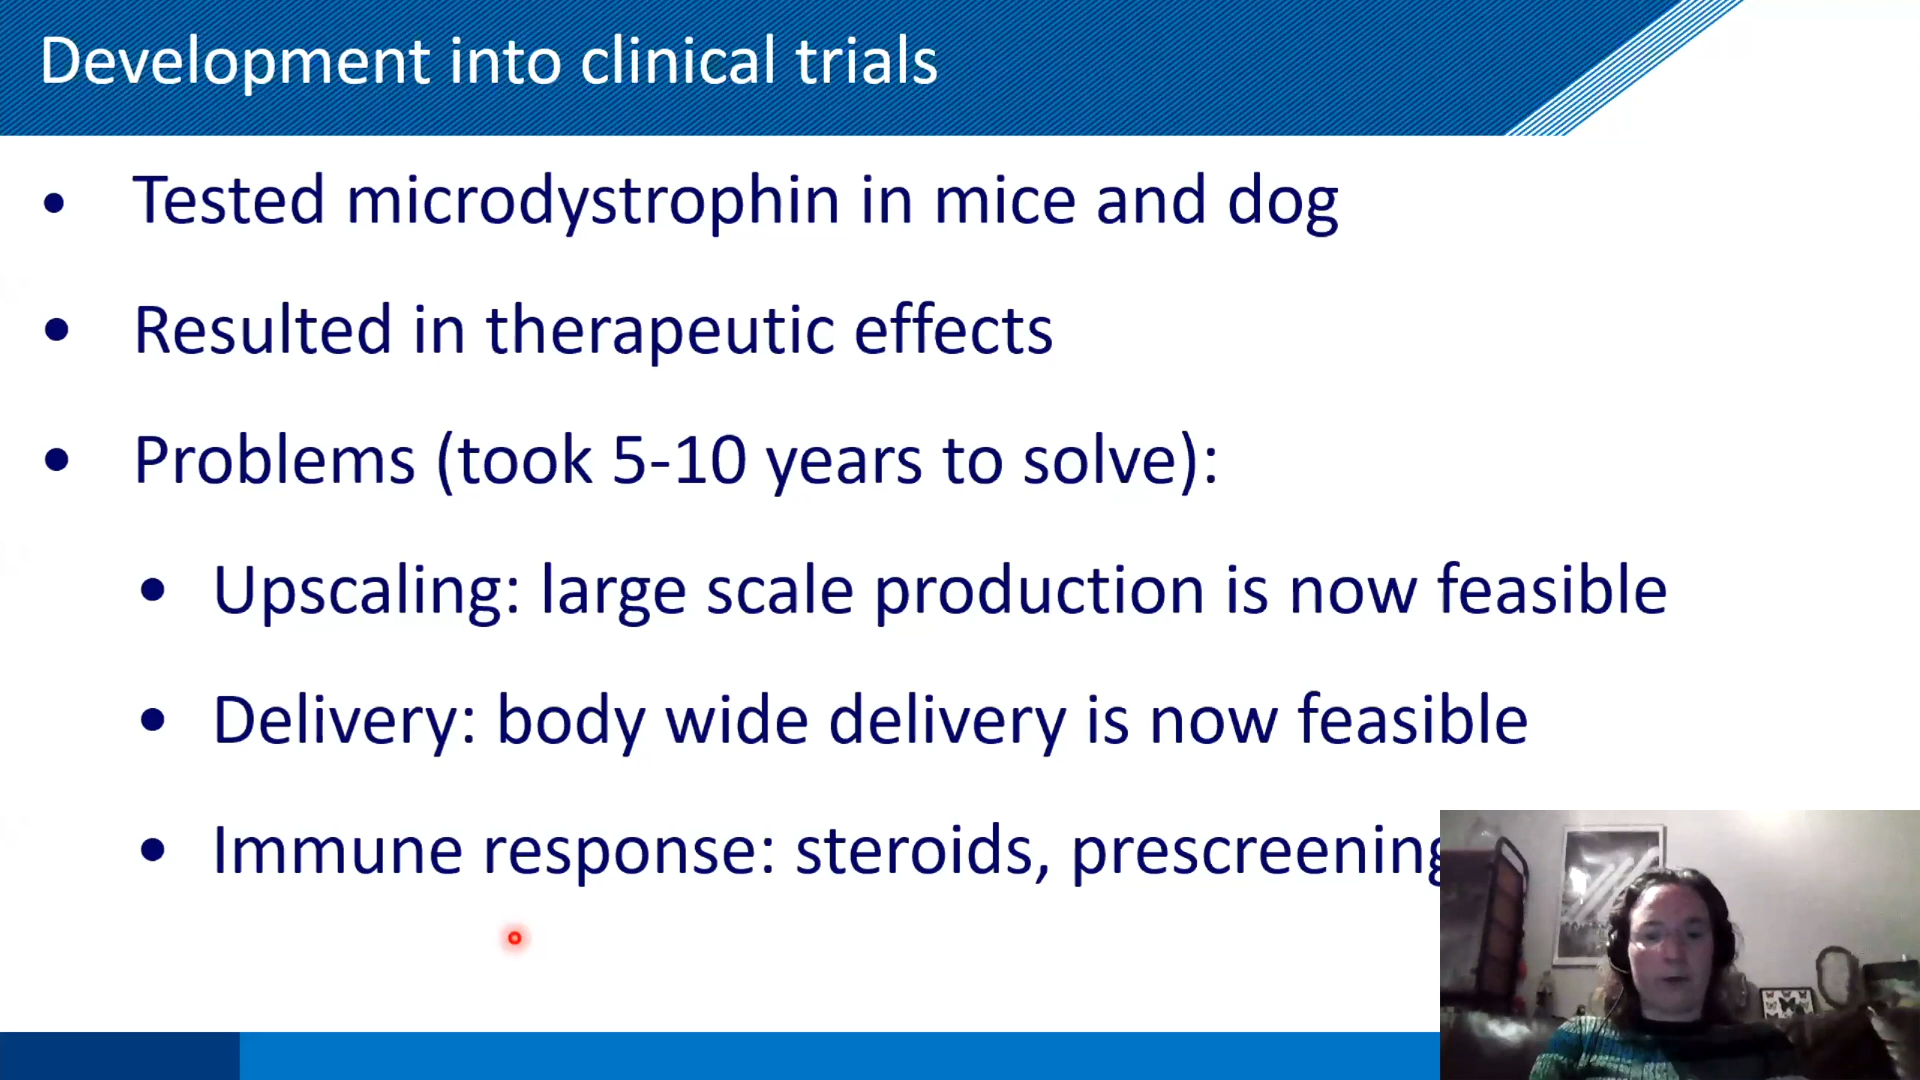 Development into clinical trials
• Tested microdystrophin in mice and dog
• Resulted in therapeutic effects
• Problems (took 5-10 years to solve):
• Upscaling: large scale production is now feasible
• Delivery: body wide delivery is now feasible
• Immune response: steroids, prescreening